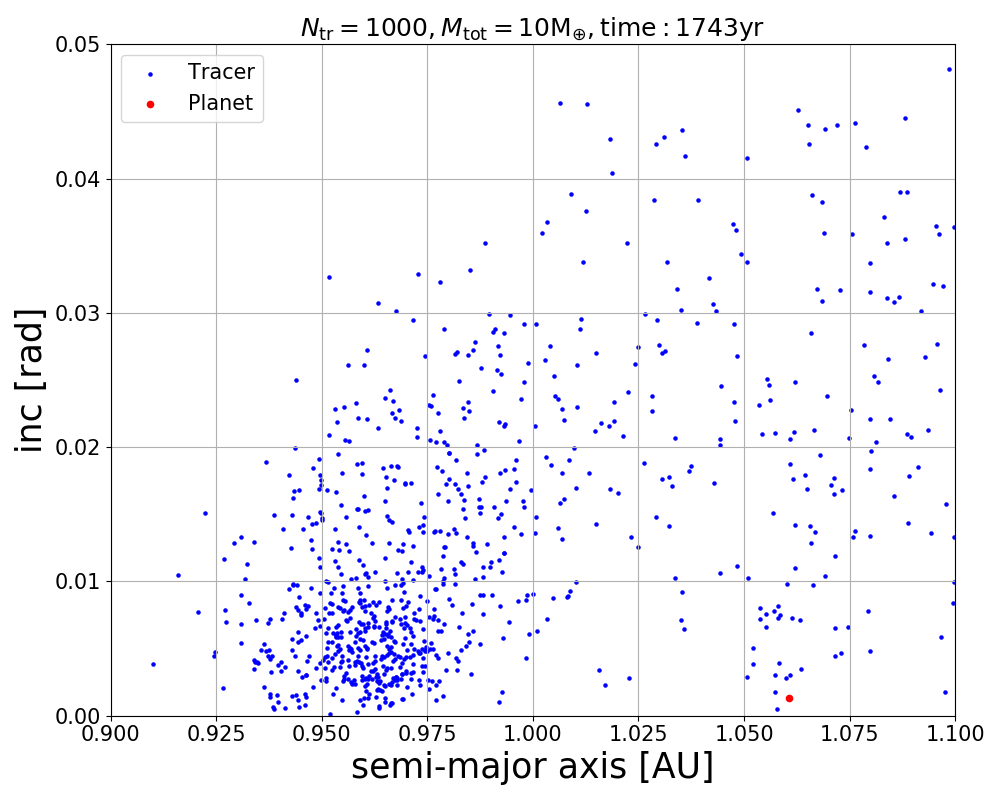 N_tr = 1000, M_tot = 10M_⊕, time : 1743yr
Tracer
Planet
inc [rad]
0.05
0.04
0.03
0.02
0.01
0.00
0.900 0.925 0.950 0.975 1.000 1.025 1.050 1.075 1.100
semi-major axis [AU]